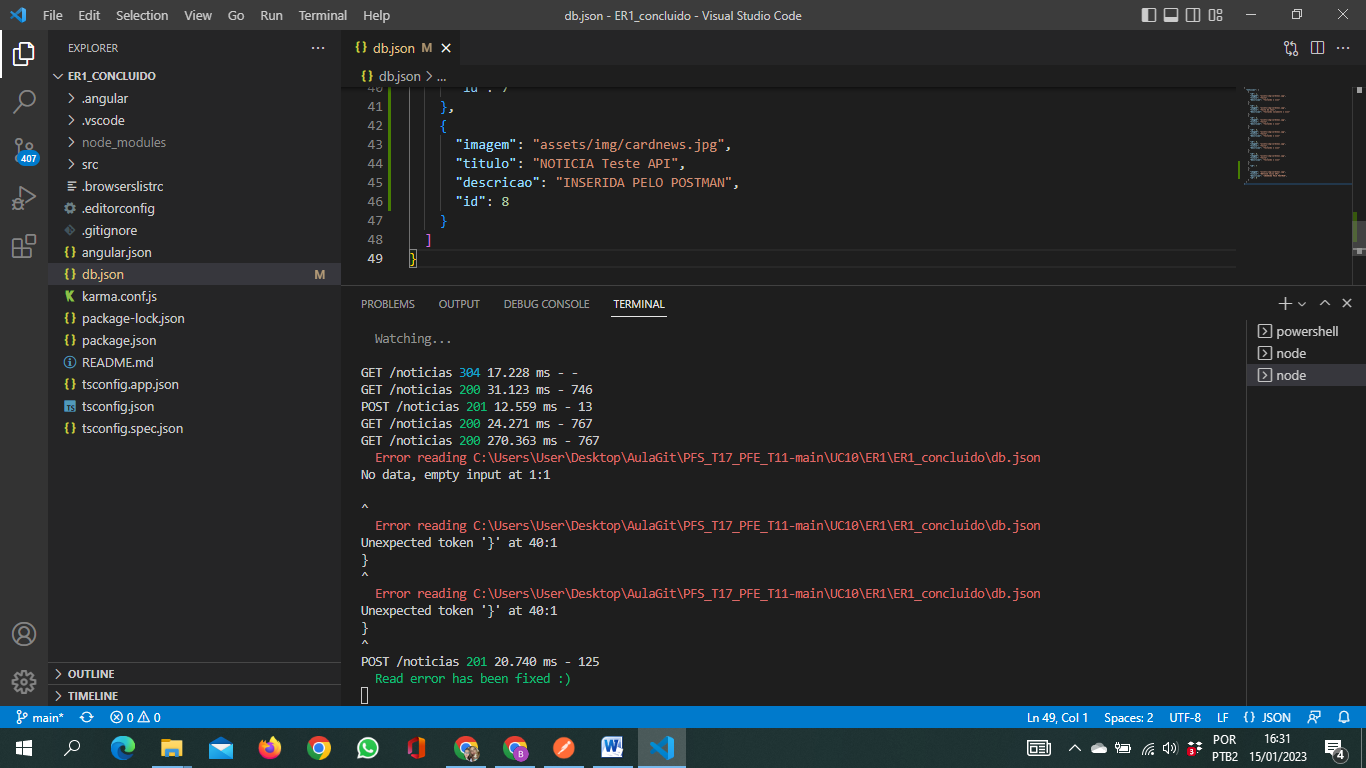 File Edit Selection View Go Run Terminal Help
db.json - ER1_concluido - Visual Studio Code
EXPLORER
ER1_CONCLUIDO
.angular
.vscode
node_modules
src
.browserslistrc
.editorconfig
.gitignore
angular.json
db.json M
karma.conf.js
package-lock.json
package.json
README.md
tsconfig.app.json
tsconfig.json
tsconfig.spec.json
OUTLINE
TIMELINE
407
db.json M
db.json > ...
40 "id": 7
41 },
42 {
43 "imagem": "assets/img/cardnews.jpg",
44 "titulo": "NOTICIA Teste API",
45 "descricao": "INSERIDA PELO POSTMAN",
46 "id": 8
47 }
48 ]
49 }
PROBLEMS OUTPUT DEBUG CONSOLE TERMINAL
Watching...
GET /noticias 304 17.228 ms - -
GET /noticias 200 31.123 ms - 746
POST /noticias 201 12.559 ms - 13
GET /noticias 200 24.271 ms - 767
GET /noticias 200 270.363 ms - 767
Error reading C:\Users\User\Desktop\AulaGit\PFS_T17_PFE_T11-main\UC10\ER1\ER1_concluido\db.json
No data, empty input at 1:1
^
Error reading C:\Users\User\Desktop\AulaGit\PFS_T17_PFE_T11-main\UC10\ER1\ER1_concluido\db.json
Unexpected token '}' at 40:1
}
^
Error reading C:\Users\User\Desktop\AulaGit\PFS_T17_PFE_T11-main\UC10\ER1\ER1_concluido\db.json
Unexpected token '}' at 40:1
}
^
POST /noticias 201 20.740 ms - 125
Read error has been fixed :)
powershell
node
node
main* 0 0
Ln 49, Col 1 Spaces: 2 UTF-8 LF {} JSON
POR
PTB2
16:31
15/01/2023
4